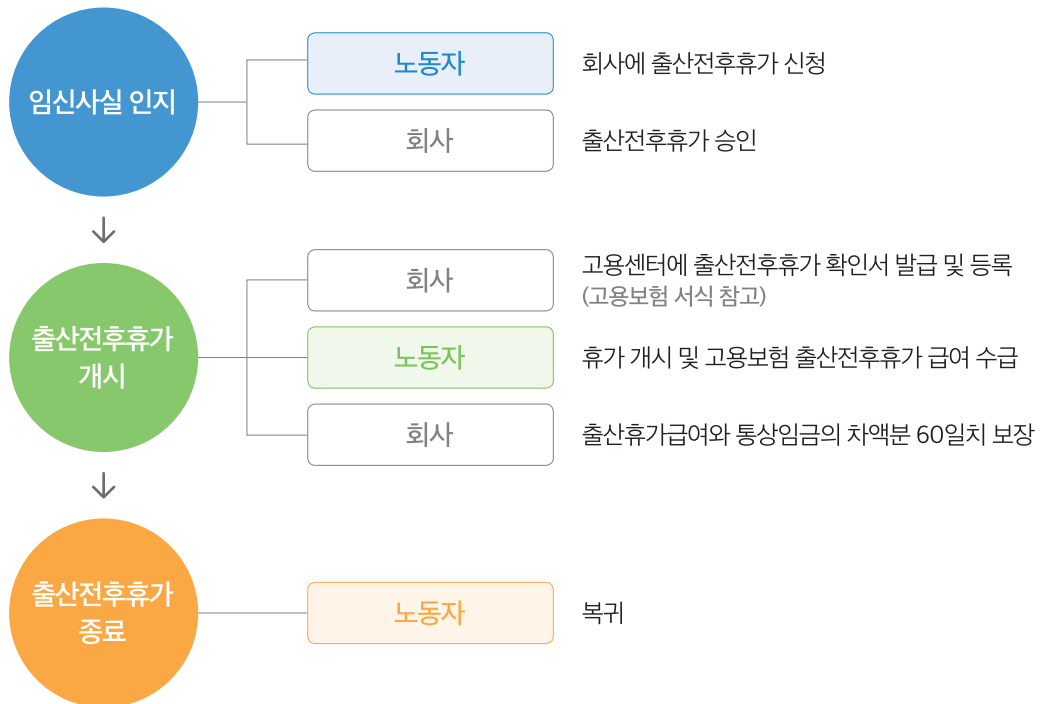 임신사실 인지
노동자
회사에 출산전후휴가 신청
회사
출산전후휴가 승인
출산전후휴가
개시
회사
고용센터에 출산전후휴가 확인서 발급 및 등록
(고용보험 서식 참고)
노동자
휴가 개시 및 고용보험 출산전후휴가 급여 수급
회사
출산휴가급여와 통상임금의 차액분 60일치 보장
출산전후휴가
종료
노동자
복귀